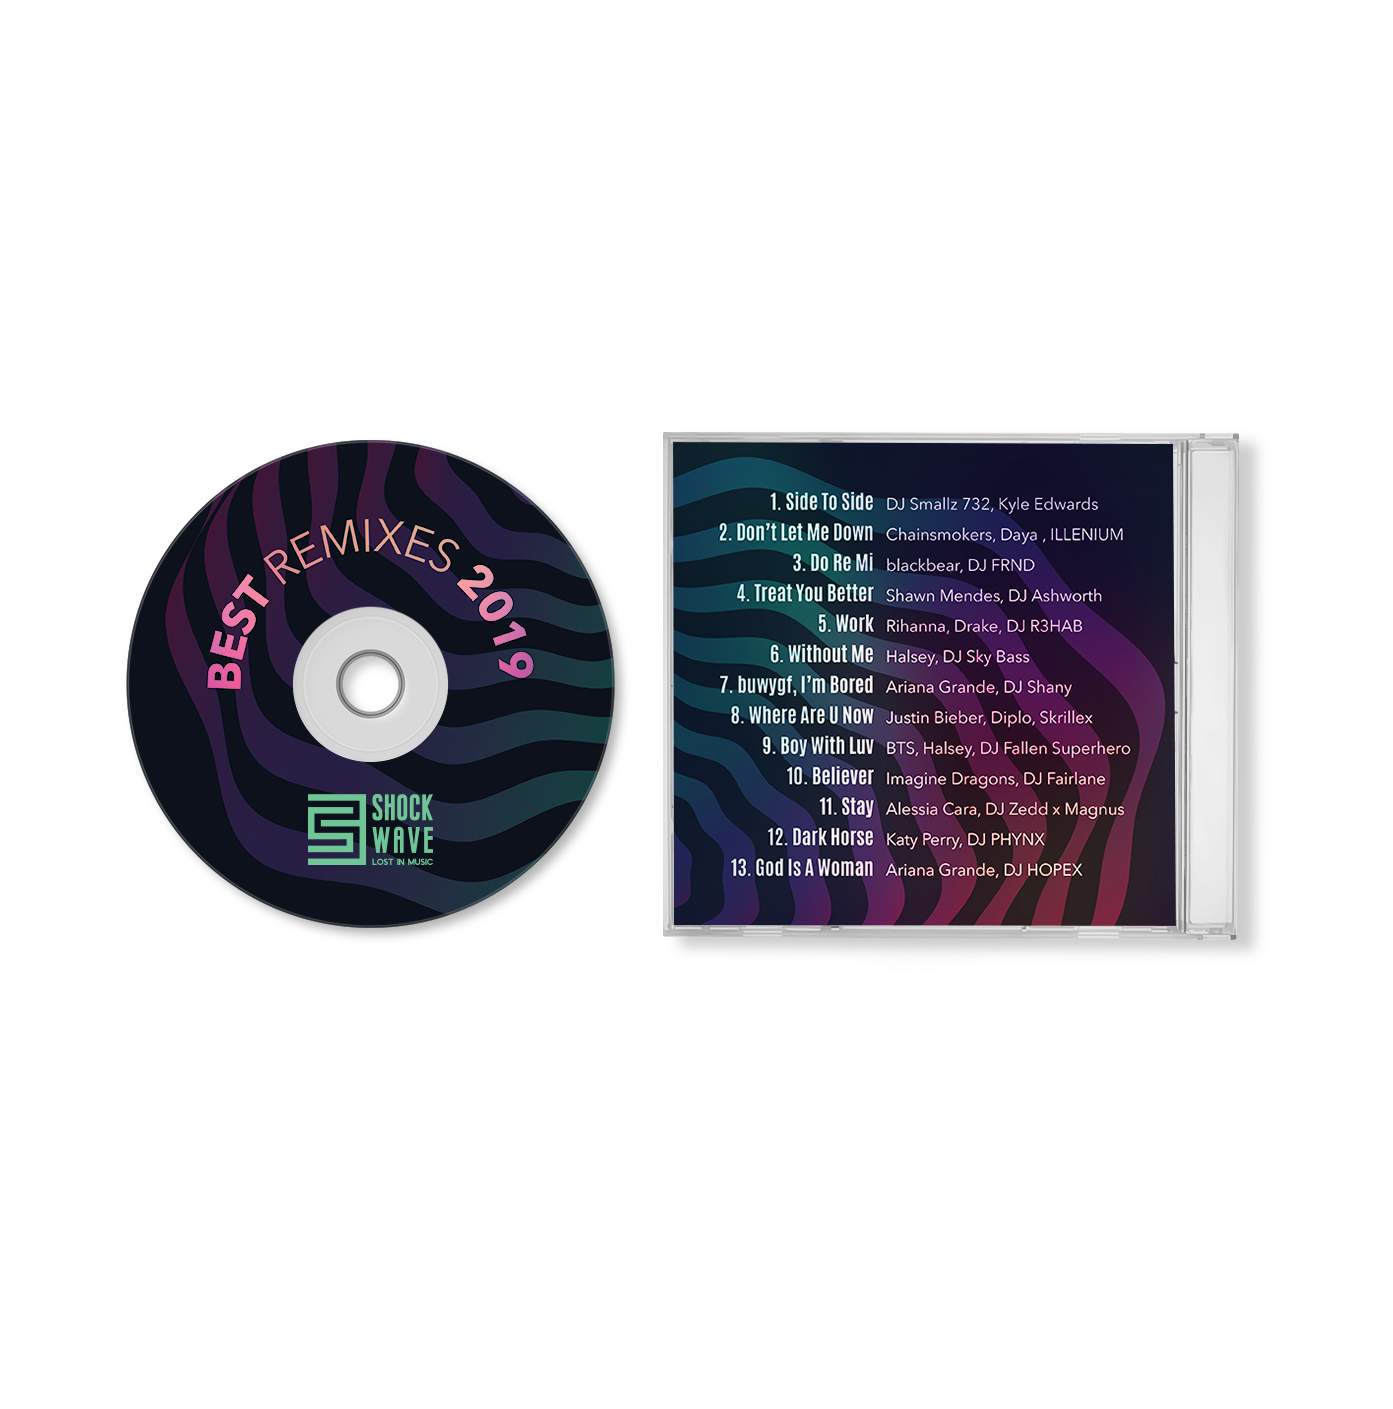 BEST REMIXES 2019
SHOCK
WAVE
LOST IN MUSIC
1. Side To Side DJ Smallz 732, Kyle Edwards
2. Don't Let Me Down Chainsmokers, Daya , ILLENIUM
3. Do Re Mi blackbear, DJ FRND
4. Treat You Better Shawn Mendes, DJ Ashworth
5. Work Rihanna, Drake, DJ R3HAB
6. Without Me Halsey, DJ Sky Bass
7. buwygf, I'm Bored Ariana Grande, DJ Shany
8. Where Are U Now Justin Bieber, Diplo, Skrillex
9. Boy With Luv BTS, Halsey, DJ Fallen Superhero
10. Believer Imagine Dragons, DJ Fairlane
11. Stay Alessia Cara, DJ Zedd x Magnus
12. Dark Horse Katy Perry, DJ PHYNX
13. God Is A Woman Ariana Grande, DJ HOPEX